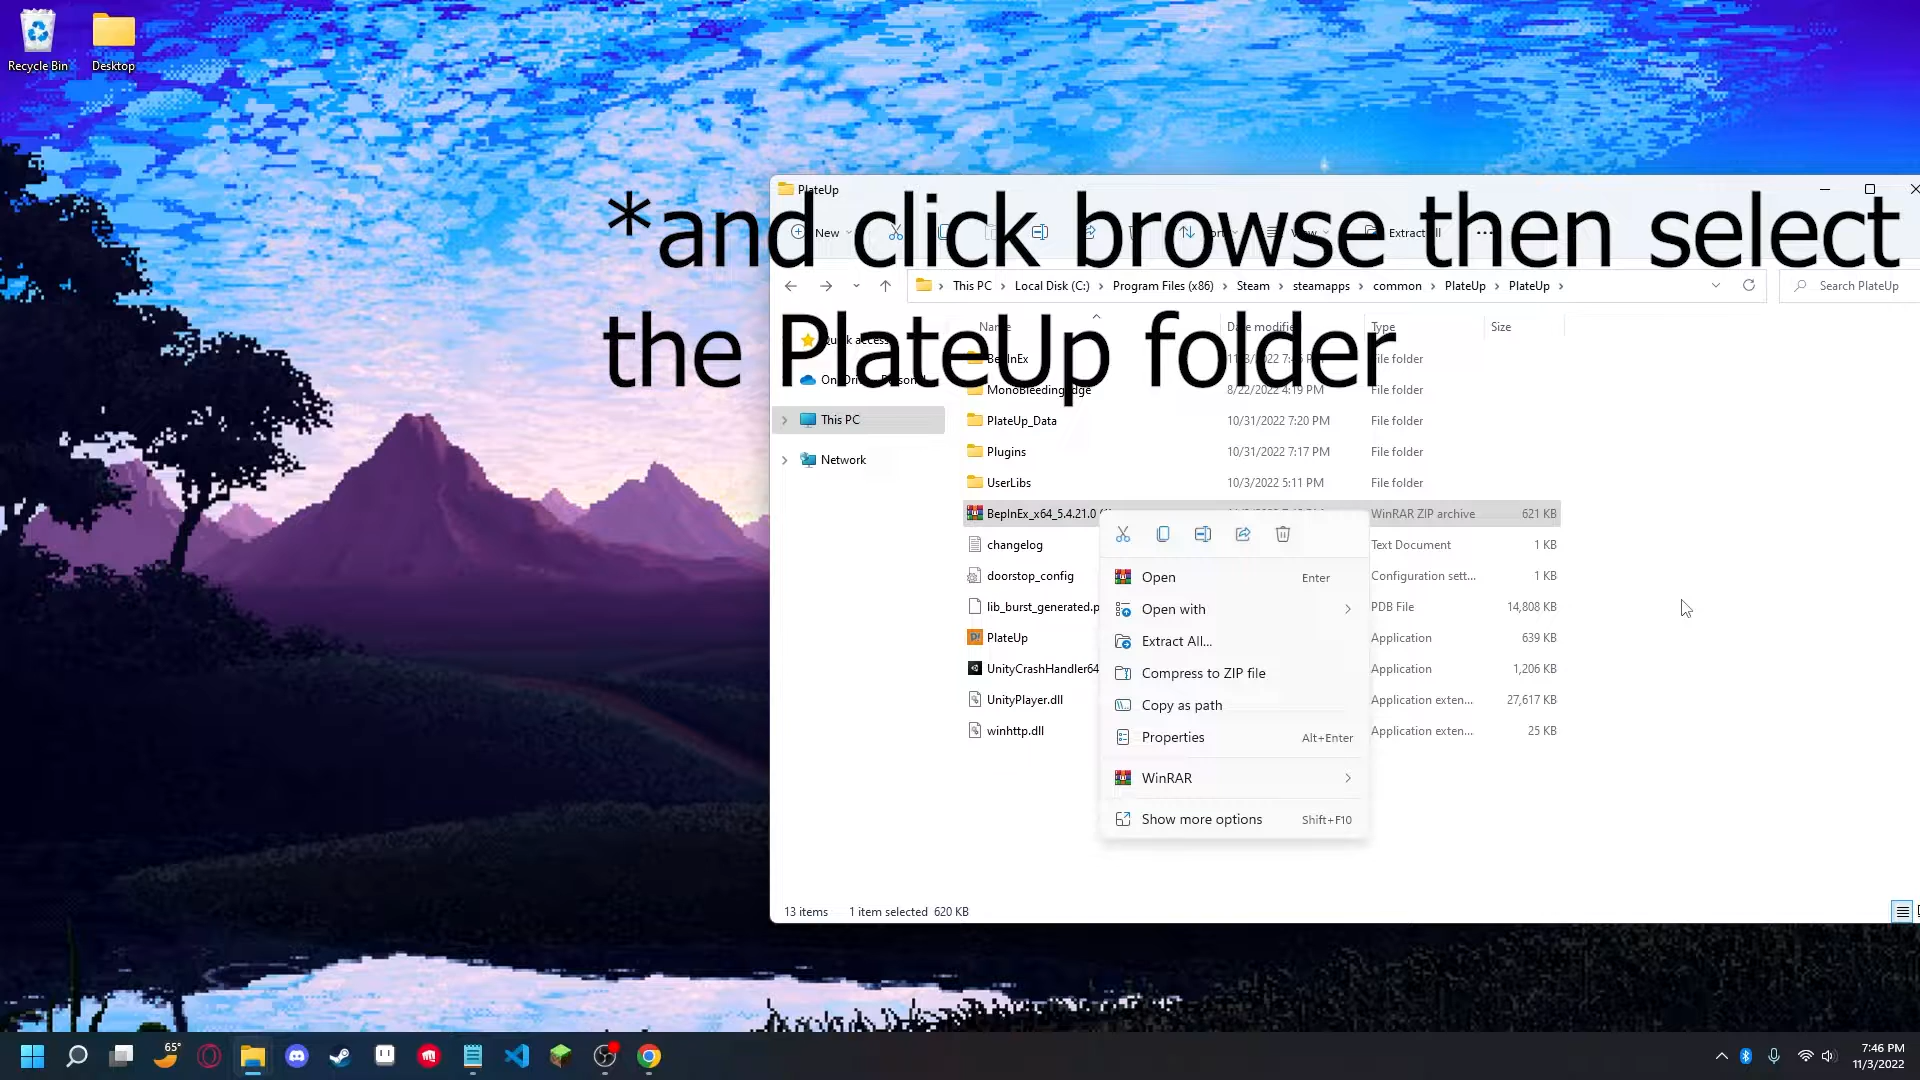 Recycle Bin
Desktop
PlateUp
*and click browse then select
the PlateUp folder
New
View
Extract all
This PC
Local Disk (C:)
Program Files (x86)
Steam
steamapps
common
PlateUp
PlateUp
Search PlateUp
Name
Date modified
Type
Size
Quick access
This PC
Network
BepInEx
File folder
MonoBleedingEdge 8/22/2022 4:19 PM File folder
PlateUp_Data 10/31/2022 7:20 PM File folder
Plugins 10/31/2022 7:17 PM File folder
UserLibs 10/3/2022 5:11 PM File folder
BepInEx_x64_5.4.21.0 WinRAR ZIP archive 621 KB
changelog Text Document 1 KB
doorstop_config Configuration sett... 1 KB
lib_burst_generated.p PDB File 14,808 KB
PlateUp Application 639 KB
UnityCrashHandler64 Application 1,206 KB
UnityPlayer.dll Application exten... 27,617 KB
winhttp.dll Application exten... 25 KB
Open Enter
Open with
Extract All...
Compress to ZIP file
Copy as path
Properties Alt+Enter
WinRAR
Show more options Shift+F10
13 items 1 item selected 620 KB
65°
7:46 PM
11/3/2022